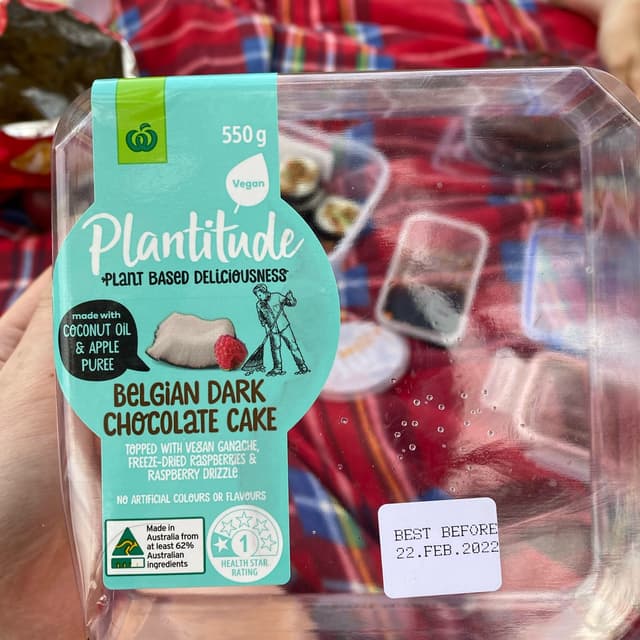 550g
Vegan
Plantitude
PLANT BASED DELICIOUSNESS
made with
COCONUT OIL
& APPLE
PUREE
BELGIAN DARK
CHOCOLATE CAKE
TOPPED WITH VEGAN GANACHE,
FREEZE-DRIED RASPBERRIES &
RASPBERRY DRIZZLE
NO ARTIFICIAL COLOURS OR FLAVOURS
Made in
Australia from
at least 62%
Australian
ingredients
1
HEALTH STAR
RATING
BEST BEFORE
22.FEB.2022